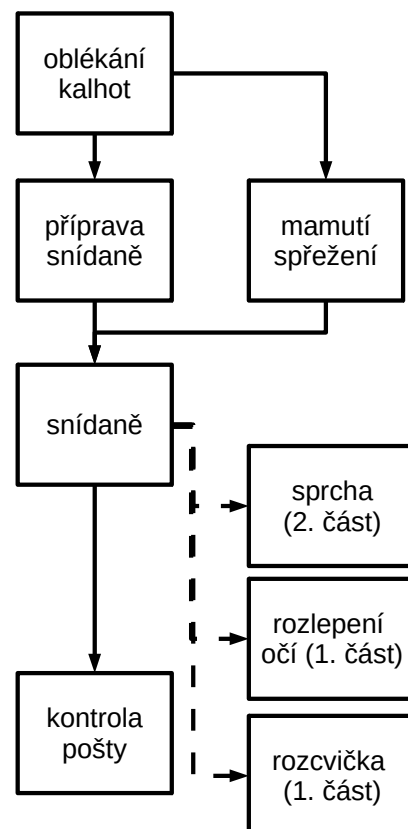 oblékání
kalhot
příprava
snídaně
mamutí
spřežení
snídaně
sprcha
(2. část)
rozlepení
očí (1. část)
kontrola
pošty
rozcvička
(1. část)